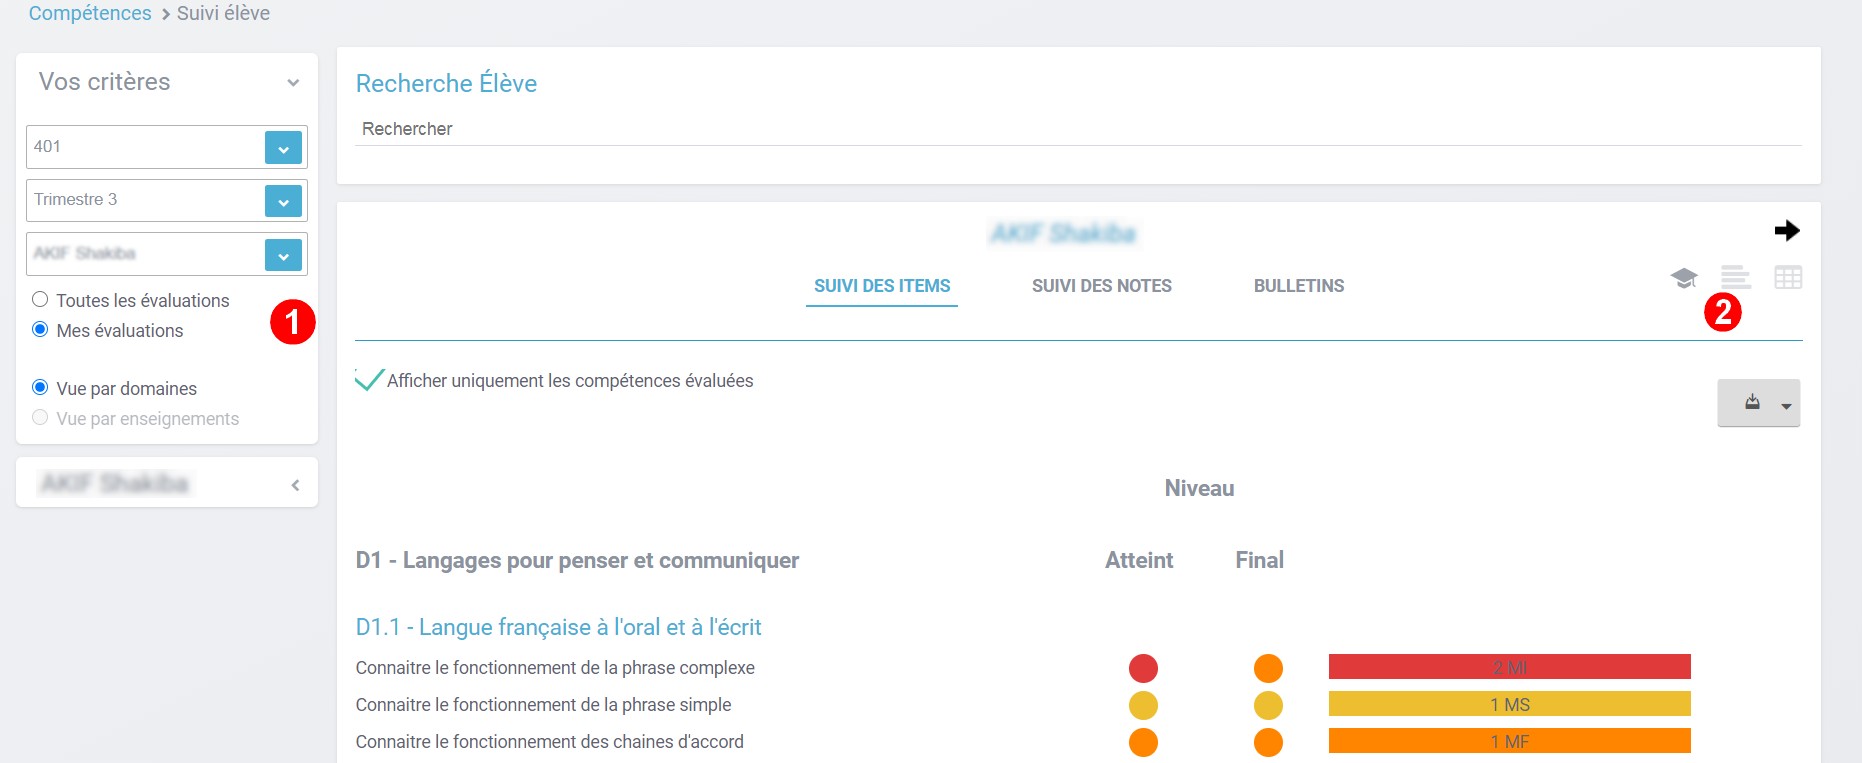 Compétences > Suivi élève
Vos critères
401
Trimestre 3
Toutes les évaluations
Mes évaluations
1
Vue par domaines
Vue par enseignements
Recherche Élève
Rechercher
SUIVI DES ITEMS
SUIVI DES NOTES
BULLETINS
2
Afficher uniquement les compétences évaluées
Niveau
D1 - Langages pour penser et communiquer
Atteint
Final
D1.1 - Langue française à l'oral et à l'écrit
Connaitre le fonctionnement de la phrase complexe
2 MI
Connaitre le fonctionnement de la phrase simple
1 MS
Connaitre le fonctionnement des chaines d'accord
1 MF